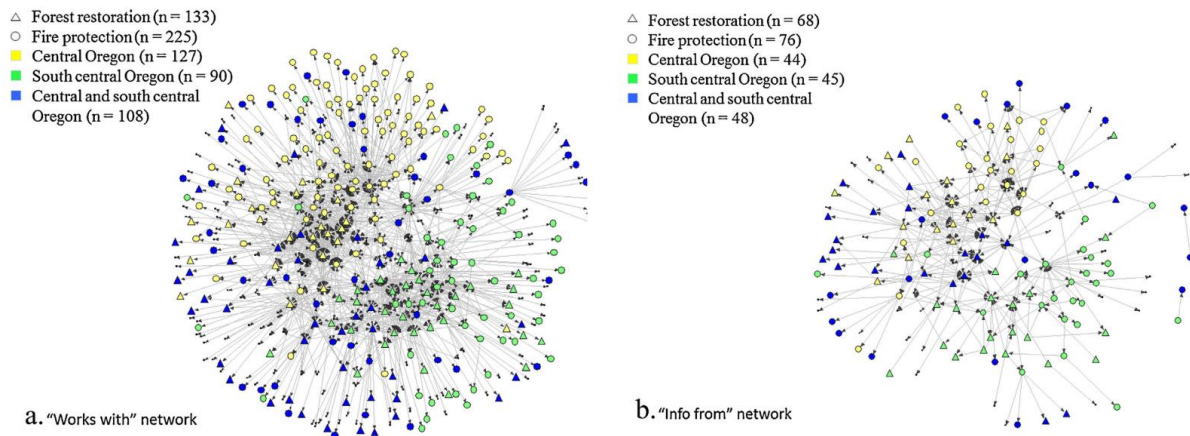 Forest restoration (n = 133)
Fire protection (n = 225)
Central Oregon (n = 127)
South central Oregon (n = 90)
Central and south central
Oregon (n = 108)
a. "Works with" network
Forest restoration (n = 68)
Fire protection (n = 76)
Central Oregon (n = 44)
South central Oregon (n = 45)
Central and south central
Oregon (n = 48)
b. "Info from" network